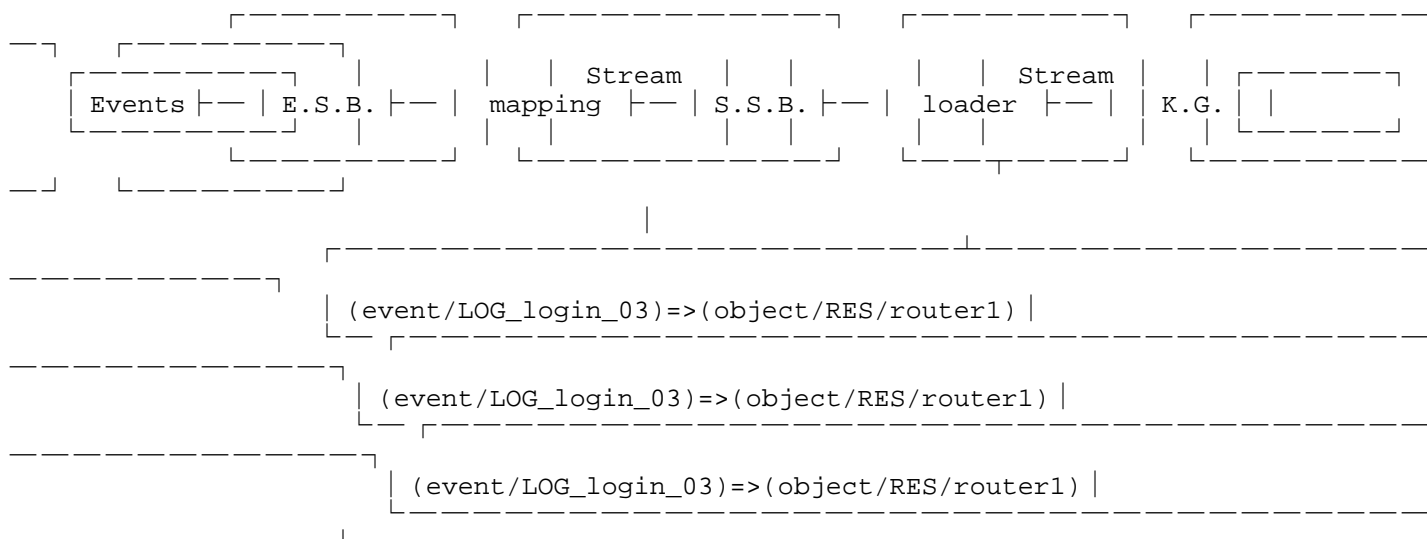 Stream Stream
Events E.S.B. mapping S.S.B. loader K.G.
(event/LOG_login_03)=>(object/RES/router1)
(event/LOG_login_03)=>(object/RES/router1)
(event/LOG_login_03)=>(object/RES/router1)